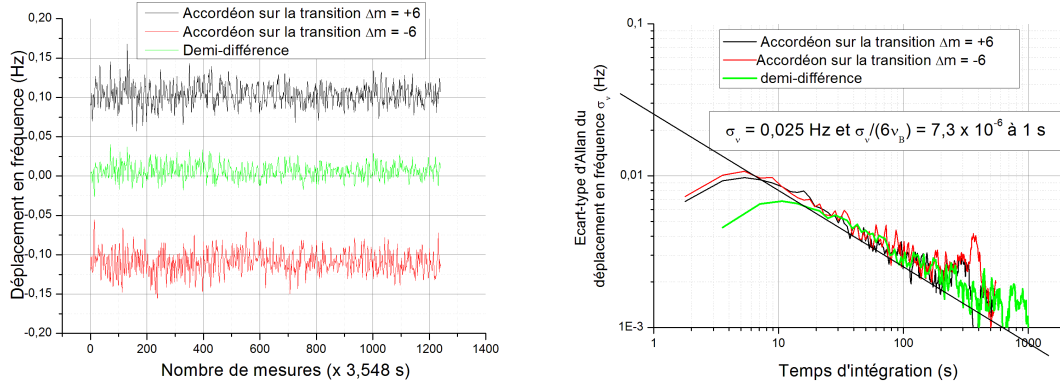 Accordéon sur la transition Δm = +6
Accordéon sur la transition Δm = -6
Demi-différence
Déplacement en fréquence (Hz)
0,20
0,15
0,10
0,05
0,00
-0,05
-0,10
-0,15
-0,20
0
200
400
600
800
1000
1200
1400
Nombre de mesures (x 3,548 s)
Accordéon sur la transition Δm = +6
Accordéon sur la transition Δm = -6
demi-différence
σν = 0,025 Hz et σν/(6νB) = 7,3 x 10-6 à 1 s
Ecart-type d'Allan du
déplacement en fréquence σν (Hz)
0,1
0,01
1E-3
1
10
100
1000
Temps d'intégration (s)